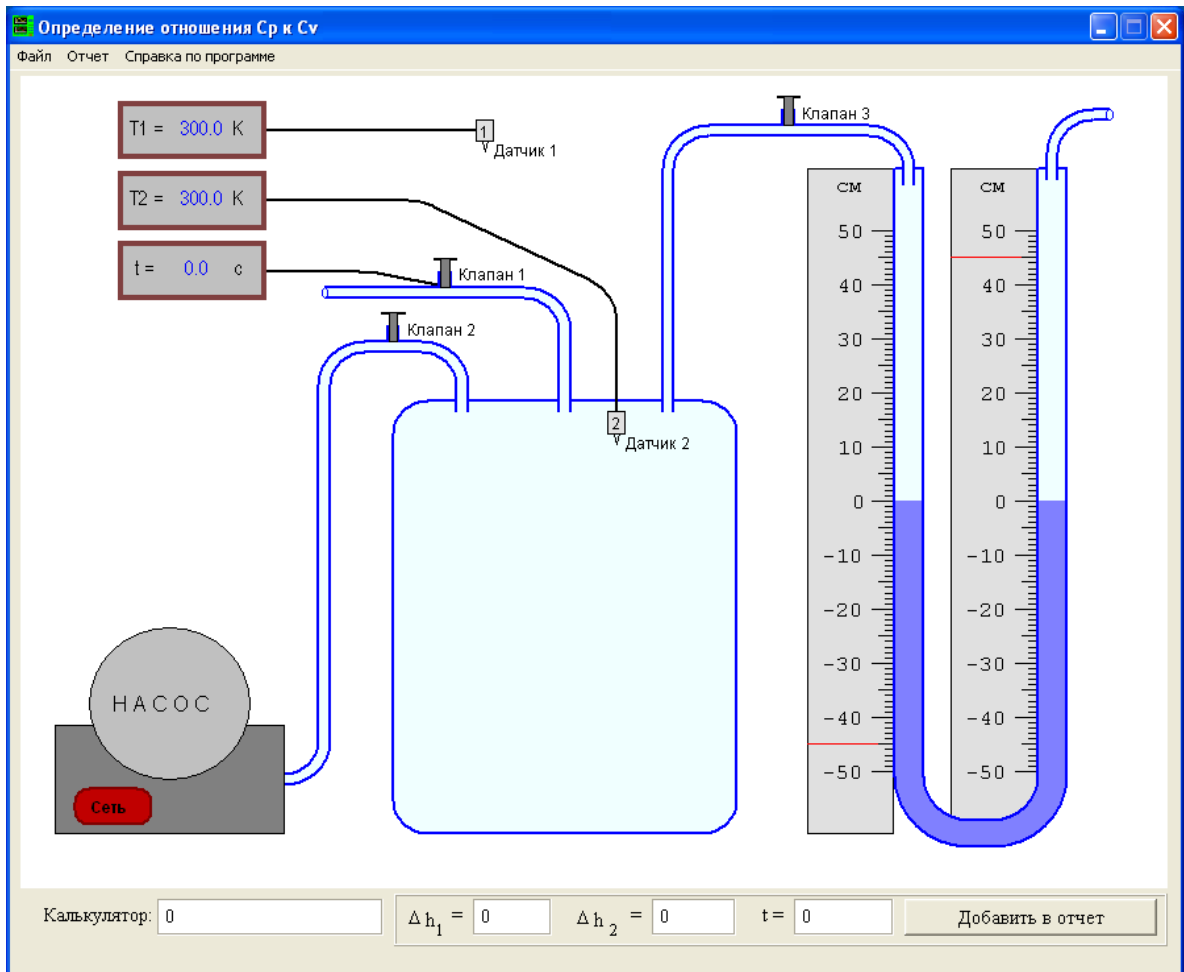 Определение отношения Cp к Cv
Файл Отчет Справка по программе
T1 = 300.0 K
1
Датчик 1
T2 = 300.0 K
t = 0.0 c
Клапан 1
Клапан 2
Клапан 3
2
Датчик 2
см
50
40
30
20
10
0
-10
-20
-30
-40
-50
см
50
40
30
20
10
0
-10
-20
-30
-40
-50
НАСОС
Сеть
Калькулятор: 0
Δ h1 = 0 Δ h2 = 0 t = 0 Добавить в отчет